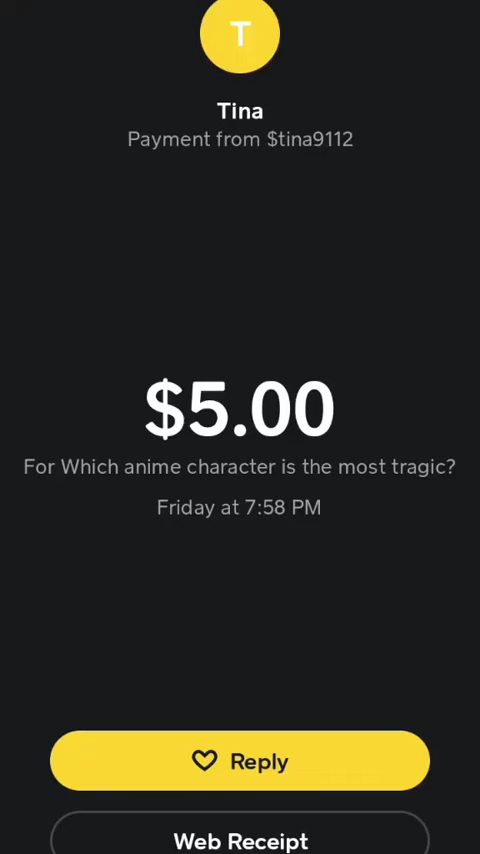 T
Tina
Payment from $tina9112
$5.00
For Which anime character is the most tragic?
Friday at 7:58 PM
Reply
Web Receipt